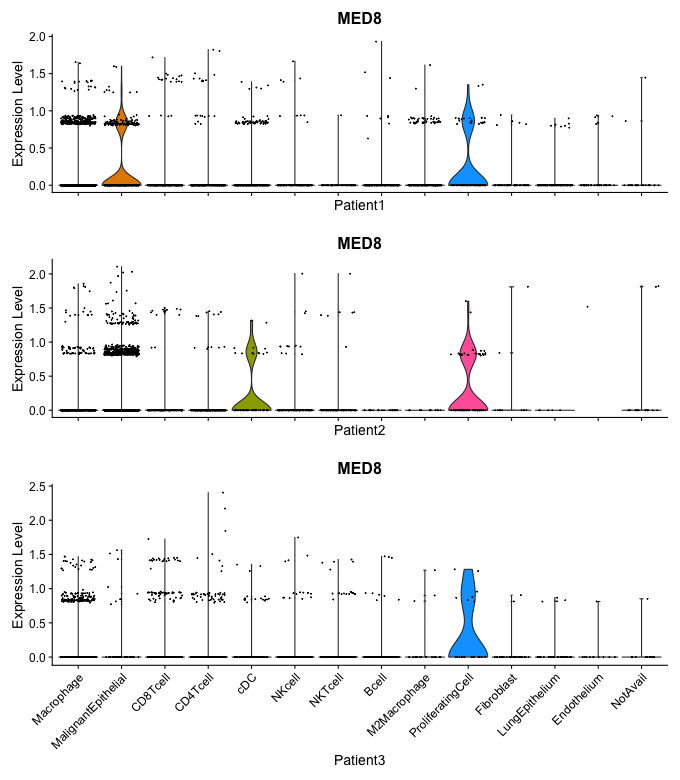 MED8
Expression Level
2.0
1.5
1.0
0.5
0.0
Patient1
MED8
Expression Level
2.0
1.5
1.0
0.5
0.0
Patient2
MED8
Expression Level
2.5
2.0
1.5
1.0
0.5
0.0
Macrophage
MalignantEpithelial
CD8Tcell
CD4Tcell
cDC
NKcell
NKTcell
Bcell
M2Macrophage
ProliferatingCell
Fibroblast
LungEpithelium
Endothelium
NotAvail
Patient3